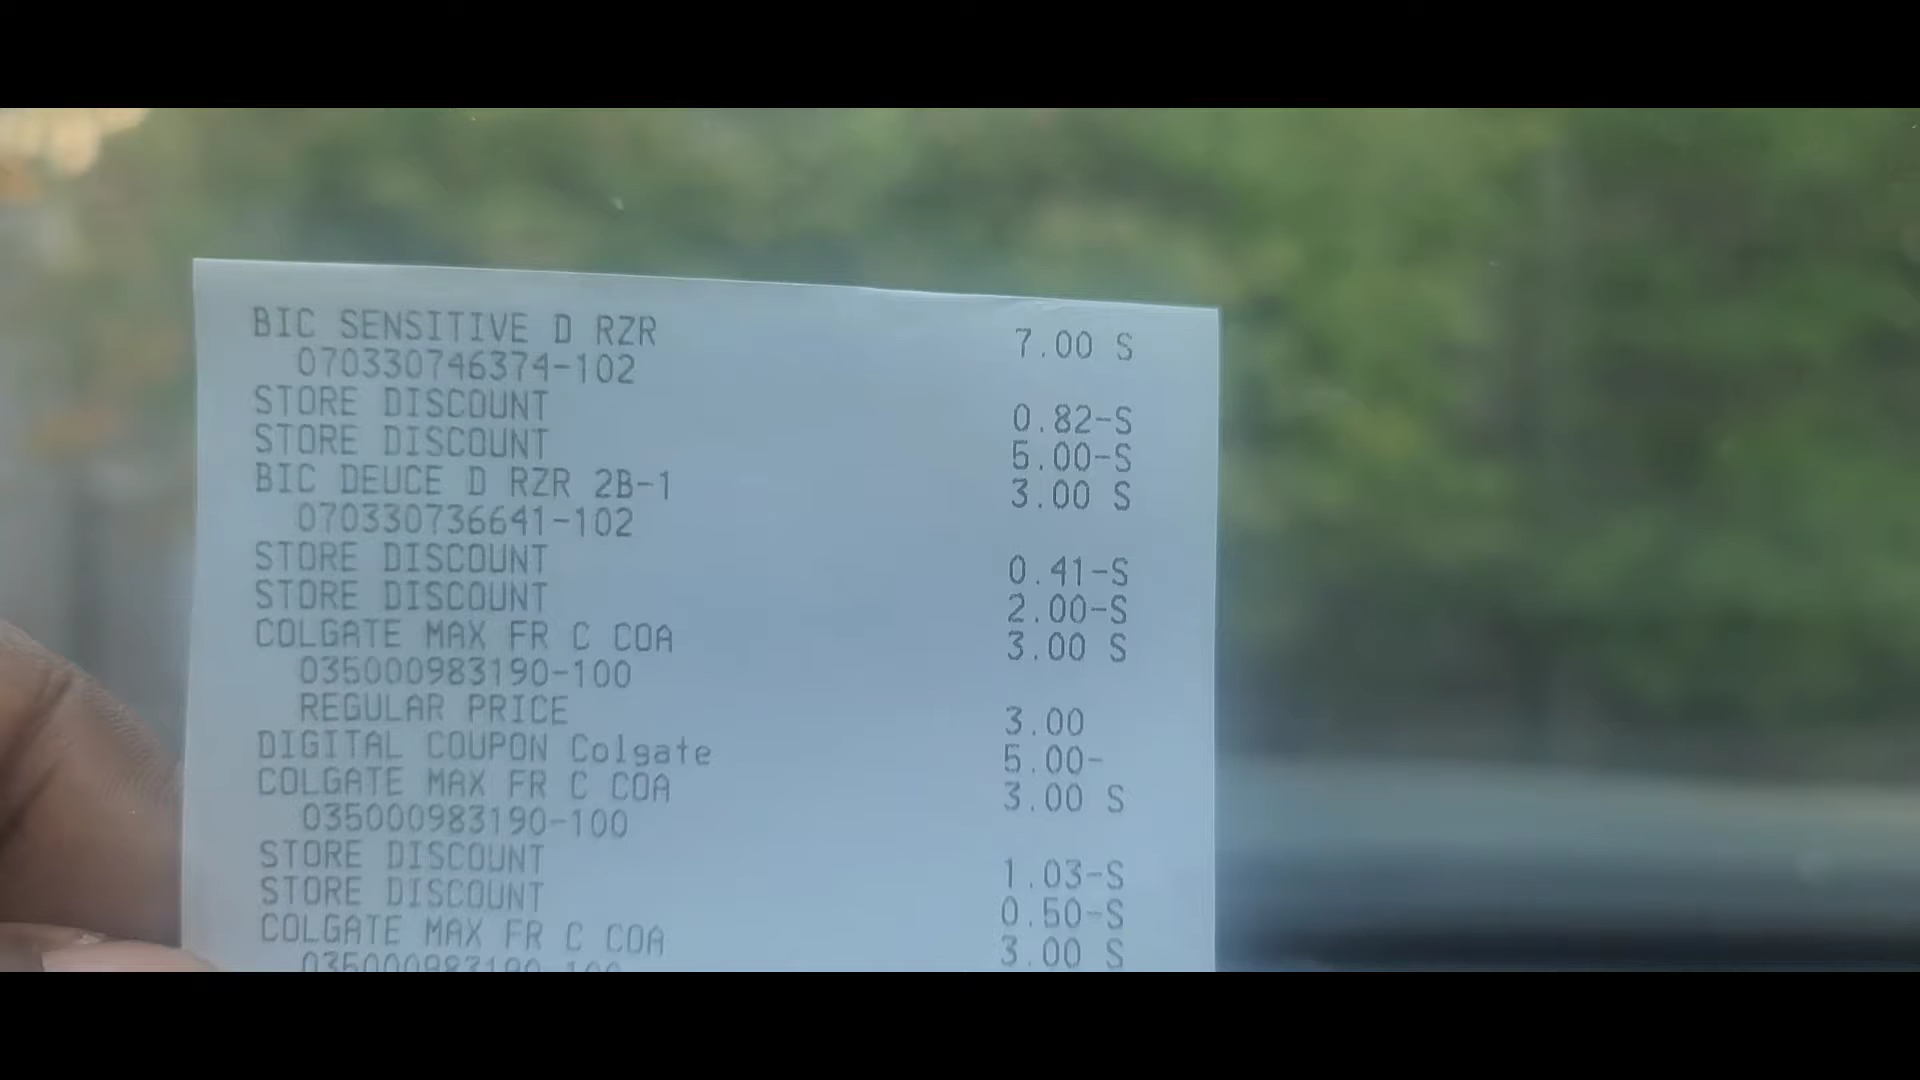 BIC SENSITIVE D RZR 7.00 S
070330746374-102
STORE DISCOUNT 0.82-S
STORE DISCOUNT 5.00-S
BIC DEUCE D RZR 2B-1 3.00 S
070330736641-102
STORE DISCOUNT 0.41-S
STORE DISCOUNT 2.00-S
COLGATE MAX FR C COA 3.00 S
035000983190-100
REGULAR PRICE 3.00
DIGITAL COUPON Colgate 5.00-
COLGATE MAX FR C COA 3.00 S
035000983190-100
STORE DISCOUNT 1.03-S
STORE DISCOUNT 0.50-S
COLGATE MAX FR C COA 3.00 S